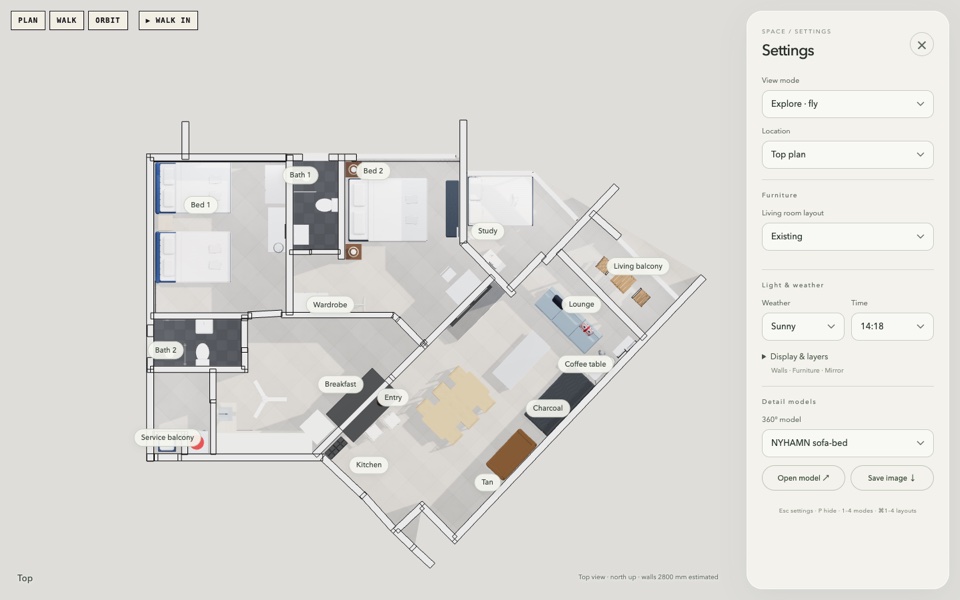 PLAN
WALK
ORBIT
▶ WALK IN
SPACE / SETTINGS
Settings
View mode
Explore · fly
Location
Top plan
Furniture
Living room layout
Existing
Light & weather
Weather
Time
Sunny
14:18
Display & layers
Walls · Furniture · Mirror
Detail models
360° model
NYHAMN sofa-bed
Open model ↗
Save image ↓
Esc settings · P hide · 1-4 modes · ⌘1-4 layouts
Bath 1
Bed 2
Bed 1
Study
Living balcony
Wardrobe
Lounge
Bath 2
Coffee table
Breakfast
Entry
Charcoal
Service balcony
Kitchen
Tan
Top
Top view · north up · walls 2800 mm estimated